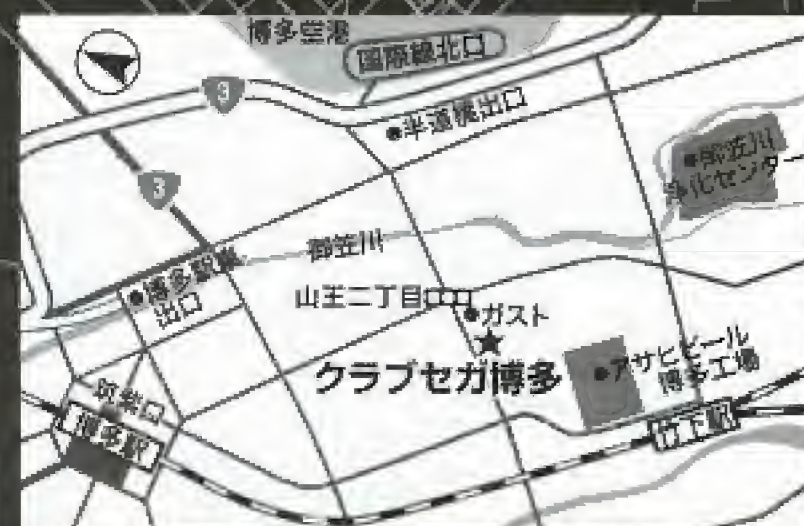 博多空港
国際線北口
3
●半道橋出口
3
●御笠川
浄化センター
御笠川
●博多駅東
出口
山王二丁目
●ガスト
★
クラブセガ博多
●アサヒビール
博多工場
筑紫口
博多駅
竹下駅